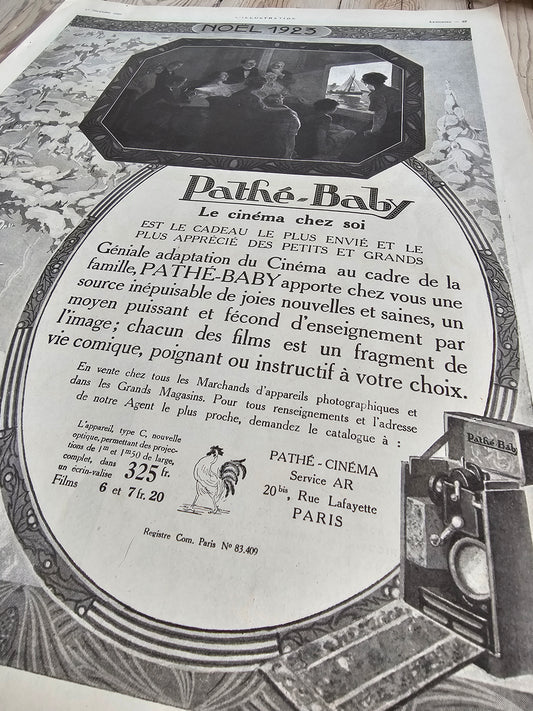 L'ILLUSTRATION
NOËL 1923
Pathé-Baby
Le cinéma chez soi
EST LE CADEAU LE PLUS ENVIÉ ET LE
PLUS APPRÉCIÉ DES PETITS ET GRANDS
Géniale adaptation du Cinéma au cadre de la
famille, PATHÉ-BABY apporte chez vous une
source inépuisable de joies nouvelles et saines, un
moyen puissant et fécond d'enseignement par
l'image; chacun des films est un fragment de
vie comique, poignant ou instructif à votre choix.
En vente chez tous les Marchands d'appareils photographiques et
dans les Grands Magasins. Pour tous renseignements et l'adresse
de notre Agent le plus proche, demandez le catalogue à :
L'appareil, type C, nouvelle
optique, permettant des projec-
tions de 1m et 1m50 de large,
complet, dans
un écrin-valise 325 fr.
Films 6 et 7 fr. 20
PATHÉ-CINÉMA
Service AR
20 bis, Rue Lafayette
PARIS
Registre Com. Paris N° 83.409
Pathé-Baby